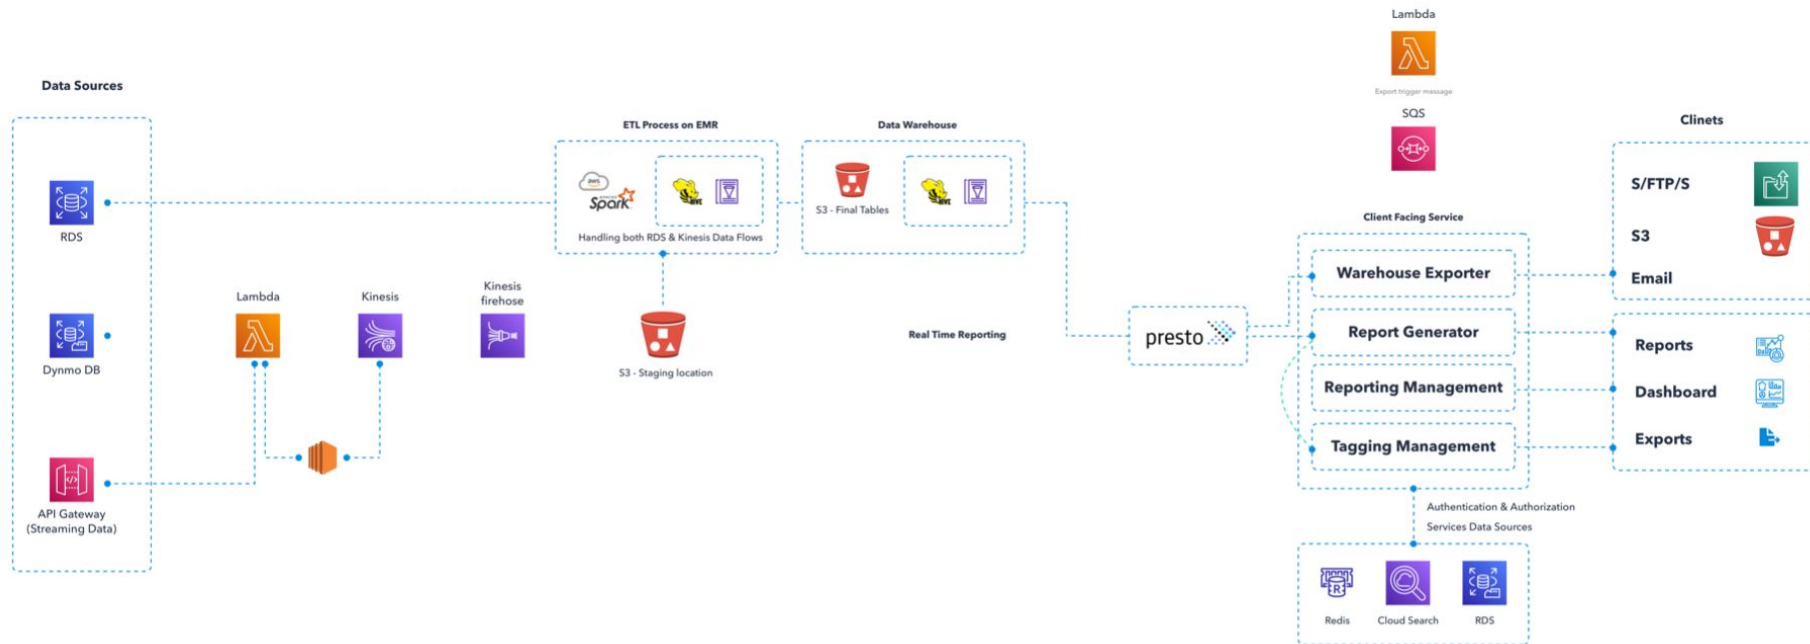 Lambda
Export trigger message
SQS
Data Sources
RDS
Dynmo DB
API Gateway
(Streaming Data)
Lambda
Kinesis
Kinesis
firehose
ETL Process on EMR
aws
Spark
HIVE
Handling both RDS & Kinesis Data Flows
S3 - Staging location
Data Warehouse
S3 - Final Tables
HIVE
Real Time Reporting
presto
Client Facing Service
Warehouse Exporter
Report Generator
Reporting Management
Tagging Management
Authentication & Authorization
Services Data Sources
R
Redis
Cloud Search
RDS
Clinets
S/FTP/S
S3
Email
Reports
Dashboard
Exports